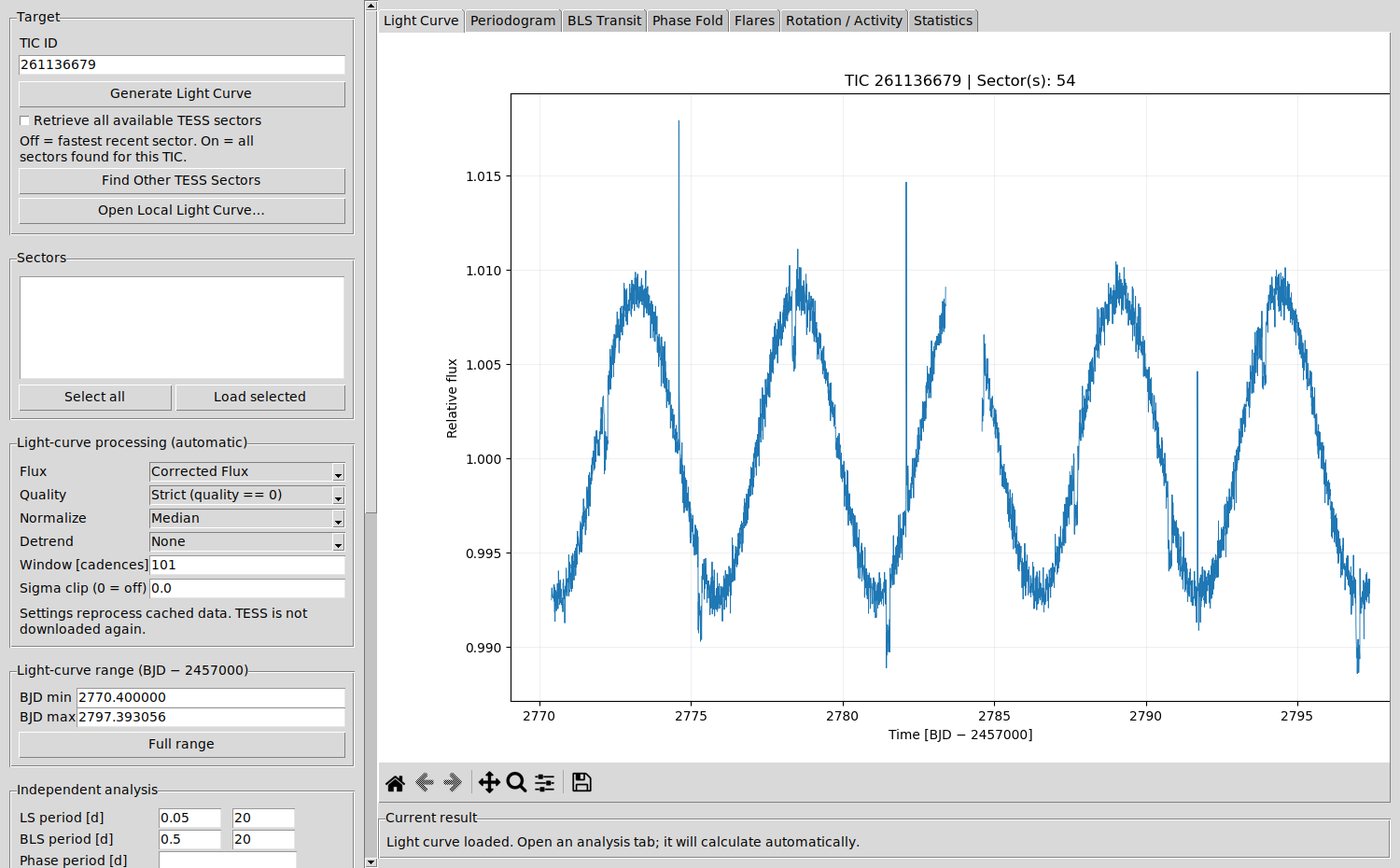 Target
TIC ID
261136679
Generate Light Curve
Retrieve all available TESS sectors
Off = fastest recent sector. On = all
sectors found for this TIC.
Find Other TESS Sectors
Open Local Light Curve...
Sectors
Select all Load selected
Light-curve processing (automatic)
Flux Corrected Flux
Quality Strict (quality == 0)
Normalize Median
Detrend None
Window [cadences] 101
Sigma clip (0 = off) 0.0
Settings reprocess cached data. TESS is not
downloaded again.
Light-curve range (BJD − 2457000)
BJD min 2770.400000
BJD max 2797.393056
Full range
Independent analysis
LS period [d] 0.05 20
BLS period [d] 0.5 20
Phase period [d]
Light Curve Periodogram BLS Transit Phase Fold Flares Rotation / Activity Statistics
TIC 261136679 | Sector(s): 54
1.015
1.010
1.005
1.000
0.995
0.990
Relative flux
2770 2775 2780 2785 2790 2795
Time [BJD − 2457000]
Current result
Light curve loaded. Open an analysis tab; it will calculate automatically.